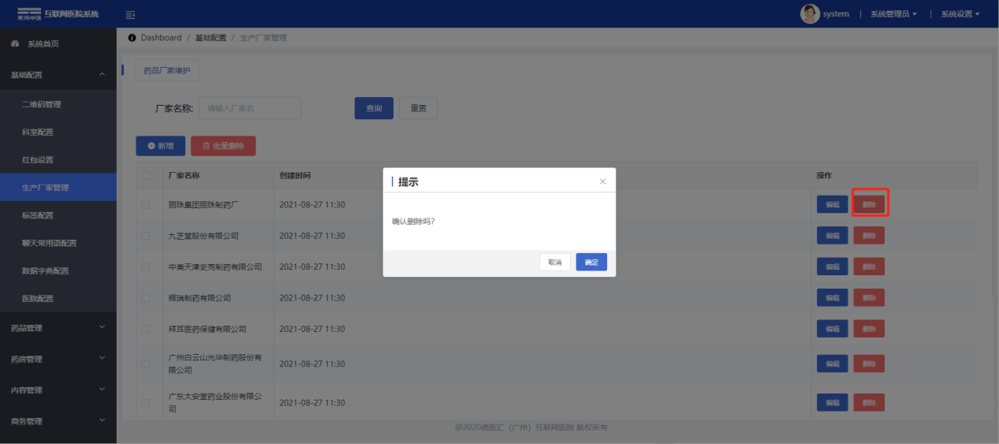 互联网医院系统
system | 系统管理员 | 系统设置
系统首页
Dashboard / 基础配置 / 生产厂家管理
基础配置
药品厂家维护
二维码管理
厂家名称: 请输入厂家名 查询 重置
科室配置
新增 批量删除
红包设置
厂家名称 创建时间 操作
生产厂家管理
提示
丽珠集团丽珠制药厂 2021-08-27 11:30 编辑 删除
标签配置
确认删除吗?
九芝堂股份有限公司 2021-08-27 11:30 编辑 删除
聊天常用语配置
取消 确定
中美天津史克制药有限公司 2021-08-27 11:30 编辑 删除
数据字典配置
辉瑞制药有限公司 2021-08-27 11:30 编辑 删除
医院配置
拜耳医药保健有限公司 2021-08-27 11:30 编辑 删除
药品管理
广州白云山光华制药股份有
限公司 2021-08-27 11:30 编辑 删除
药房管理
内容管理
广东太安堂药业股份有限公
司 2021-08-27 11:30 编辑 删除
商务管理
@2020德医汇（广州）互联网医院 版权所有